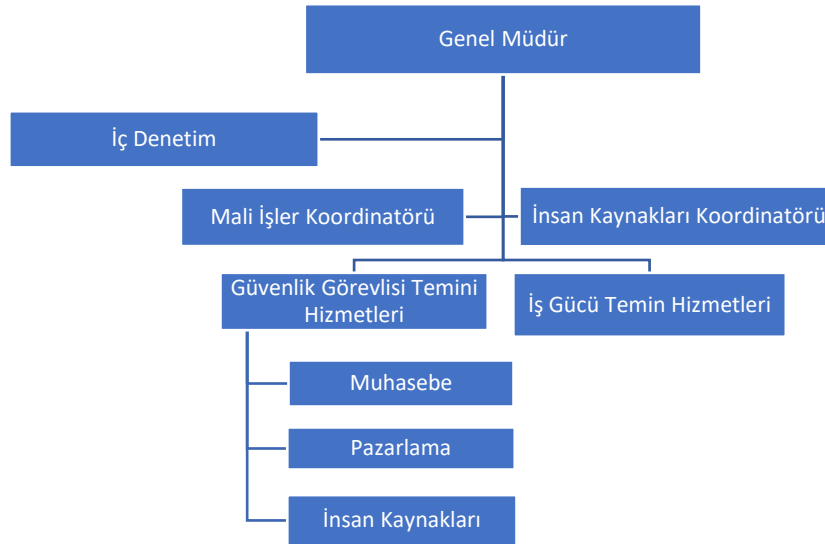 Genel Müdür
İç Denetim
Mali İşler Koordinatörü
İnsan Kaynakları Koordinatörü
Güvenlik Görevlisi Temini
Hizmetleri
İş Gücü Temin Hizmetleri
Muhasebe
Pazarlama
İnsan Kaynakları